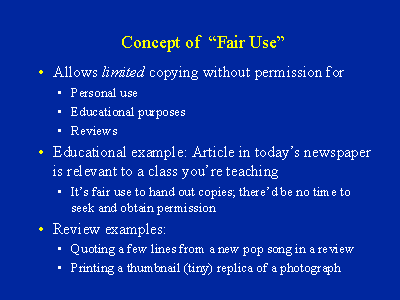 Concept of “Fair Use”
• Allows limited copying without permission for
• Personal use
• Educational purposes
• Reviews
• Educational example: Article in today’s newspaper
is relevant to a class you’re teaching
• It’s fair use to hand out copies; there’d be no time to
seek and obtain permission
• Review examples:
• Quoting a few lines from a new pop song in a review
• Printing a thumbnail (tiny) replica of a photograph